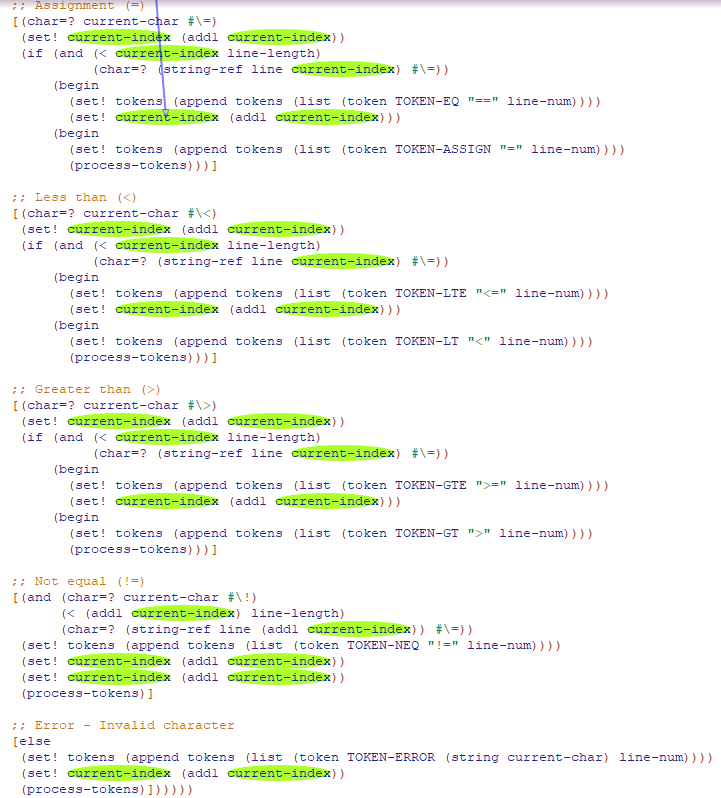 ;; Assignment (=)
[(char=? current-char #\=)
(set! current-index (add1 current-index))
(if (and (< current-index line-length)
(char=? (string-ref line current-index) #\=))
(begin
(set! tokens (append tokens (list (token TOKEN-EQ "==" line-num))))
(set! current-index (add1 current-index)))
(begin
(set! tokens (append tokens (list (token TOKEN-ASSIGN "=" line-num))))
(process-tokens)))]
;; Less than (<)
[(char=? current-char #\<)
(set! current-index (add1 current-index))
(if (and (< current-index line-length)
(char=? (string-ref line current-index) #\=))
(begin
(set! tokens (append tokens (list (token TOKEN-LTE "<=" line-num))))
(set! current-index (add1 current-index)))
(begin
(set! tokens (append tokens (list (token TOKEN-LT "<" line-num))))
(process-tokens)))]
;; Greater than (>)
[(char=? current-char #\>)
(set! current-index (add1 current-index))
(if (and (< current-index line-length)
(char=? (string-ref line current-index) #\=))
(begin
(set! tokens (append tokens (list (token TOKEN-GTE ">=" line-num))))
(set! current-index (add1 current-index)))
(begin
(set! tokens (append tokens (list (token TOKEN-GT ">" line-num))))
(process-tokens)))]
;; Not equal (!=)
[(and (char=? current-char #\!)
(< (add1 current-index) line-length)
(char=? (string-ref line (add1 current-index)) #\=))
(set! tokens (append tokens (list (token TOKEN-NEQ "!=" line-num))))
(set! current-index (add1 current-index))
(set! current-index (add1 current-index))
(process-tokens)]
;; Error - Invalid character
[else
(set! tokens (append tokens (list (token TOKEN-ERROR (string current-char) line-num))))
(set! current-index (add1 current-index))
(process-tokens)]))))))